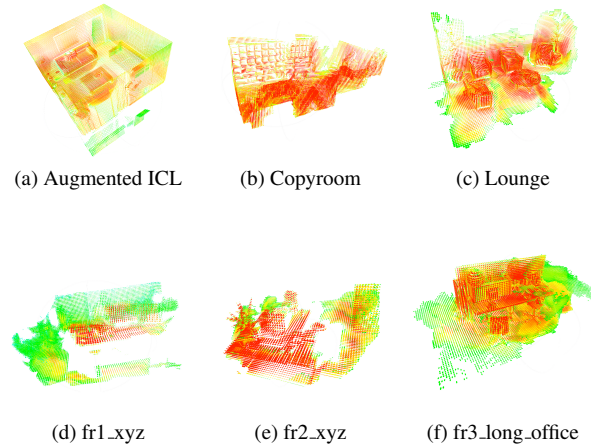 (a) Augmented ICL
(b) Copyroom
(c) Lounge
(d) fr1_xyz
(e) fr2_xyz
(f) fr3_long_office